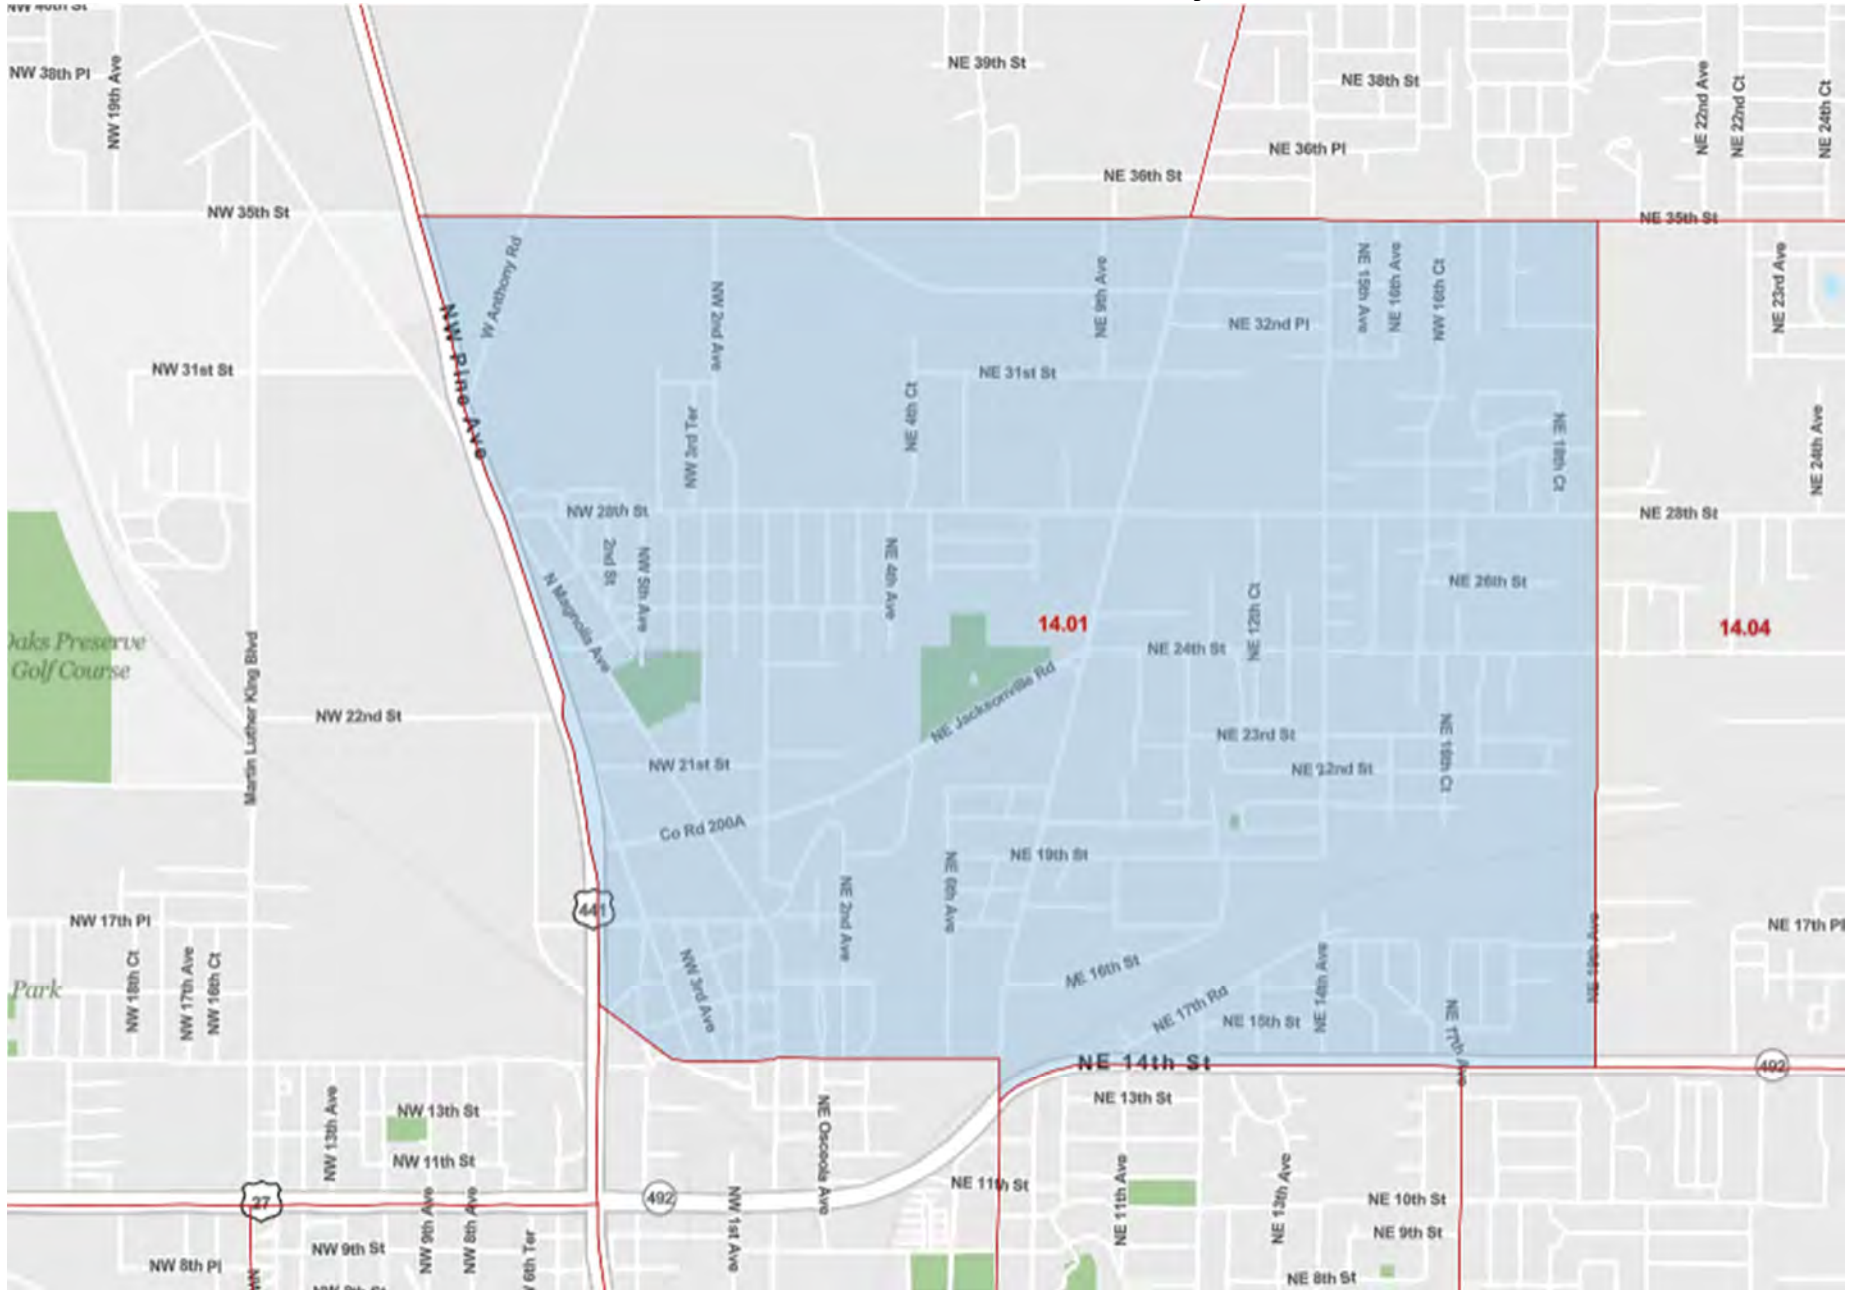 NW 40th St
NW 38th Pl
NW 19th Ave
NE 39th St
NE 38th St
NE 22nd Ave
NE 22nd Ct
NE 24th Ct
NE 36th Pl
NE 36th St
NW 35th St
NE 35th St
W Anthony Rd
NW 2nd Ave
NE 9th Ave
NE 15th Ave
NE 16th Ave
NW 16th Ct
NE 23rd Ave
NE 32nd Pl
NW Pine Ave
NW 31st St
NE 31st St
NW 3rd Ter
NE 4th Ct
NE 18th Ct
NE 24th Ave
NW 28th St
NE 28th St
2nd St
NW 5th Ave
NE 4th Ave
NE 26th St
N Magnolia Ave
NE 12th Ct
14.01
14.04
Oaks Preserve
Golf Course
NE 24th St
Martin Luther King Blvd
NE Jacksonville Rd
NW 22nd St
NE 23rd St
NE 16th Ct
NW 21st St
NE 22nd St
Co Rd 200A
NE 19th St
NE 2nd Ave
NE 6th Ave
441
NW 17th Pl
NE 17th Pl
NE 19th Ave
NW 18th Ct
NW 17th Ave
NW 16th Ct
Park
NW 3rd Ave
NE 16th St
NE 17th Rd
NE 15th St
NE 14th Ave
NE 17th Ave
NE 14th St
492
NW 13th Ave
NW 13th St
NE Osceola Ave
NE 13th St
NW 11th St
NE 11th St
NE 11th Ave
NE 13th Ave
27
NW 9th Ave
NW 8th Ave
492
NW 1st Ave
NE 10th St
NE 9th St
NW 9th St
NW 8th Pl
6th Ter
NE 8th St
NW